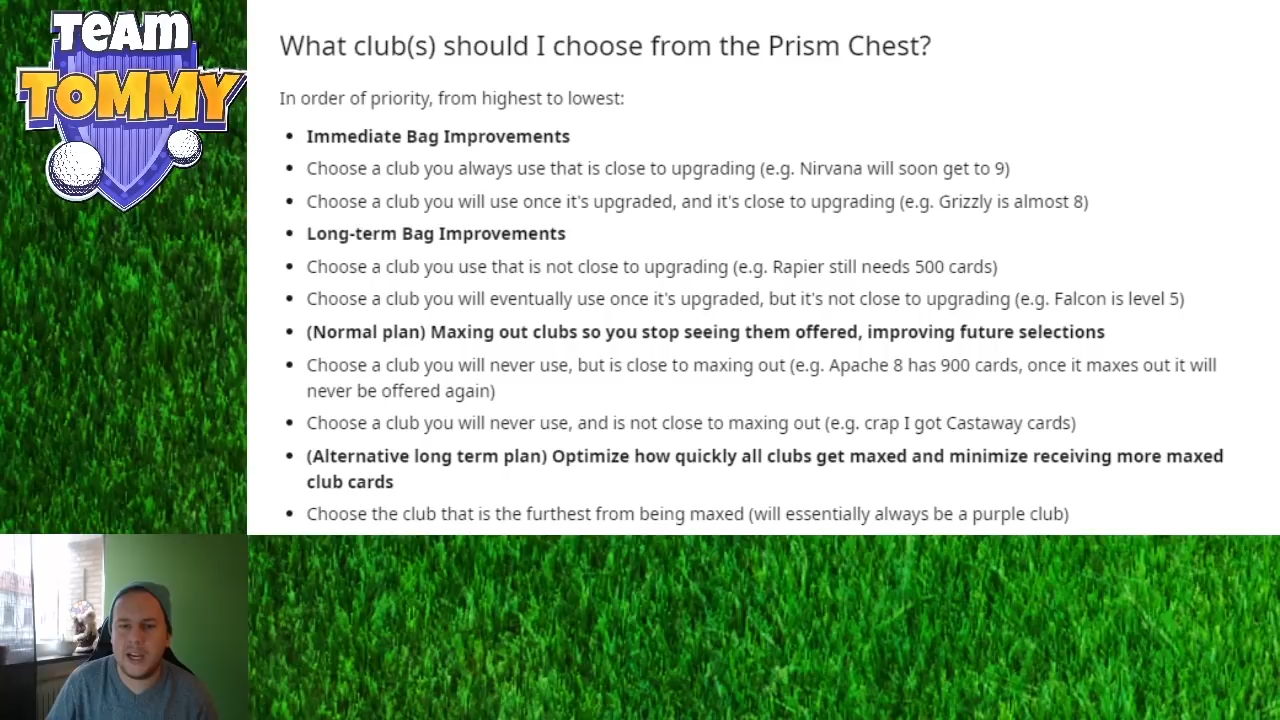 TEAM
TOMMY
What club(s) should I choose from the Prism Chest?
In order of priority, from highest to lowest:
• Immediate Bag Improvements
• Choose a club you always use that is close to upgrading (e.g. Nirvana will soon get to 9)
• Choose a club you will use once it's upgraded, and it's close to upgrading (e.g. Grizzly is almost 8)
• Long-term Bag Improvements
• Choose a club you use that is not close to upgrading (e.g. Rapier still needs 500 cards)
• Choose a club you will eventually use once it's upgraded, but it's not close to upgrading (e.g. Falcon is level 5)
• (Normal plan) Maxing out clubs so you stop seeing them offered, improving future selections
• Choose a club you will never use, but is close to maxing out (e.g. Apache 8 has 900 cards, once it maxes out it will
never be offered again)
• Choose a club you will never use, and is not close to maxing out (e.g. crap I got Castaway cards)
• (Alternative long term plan) Optimize how quickly all clubs get maxed and minimize receiving more maxed
club cards
• Choose the club that is the furthest from being maxed (will essentially always be a purple club)